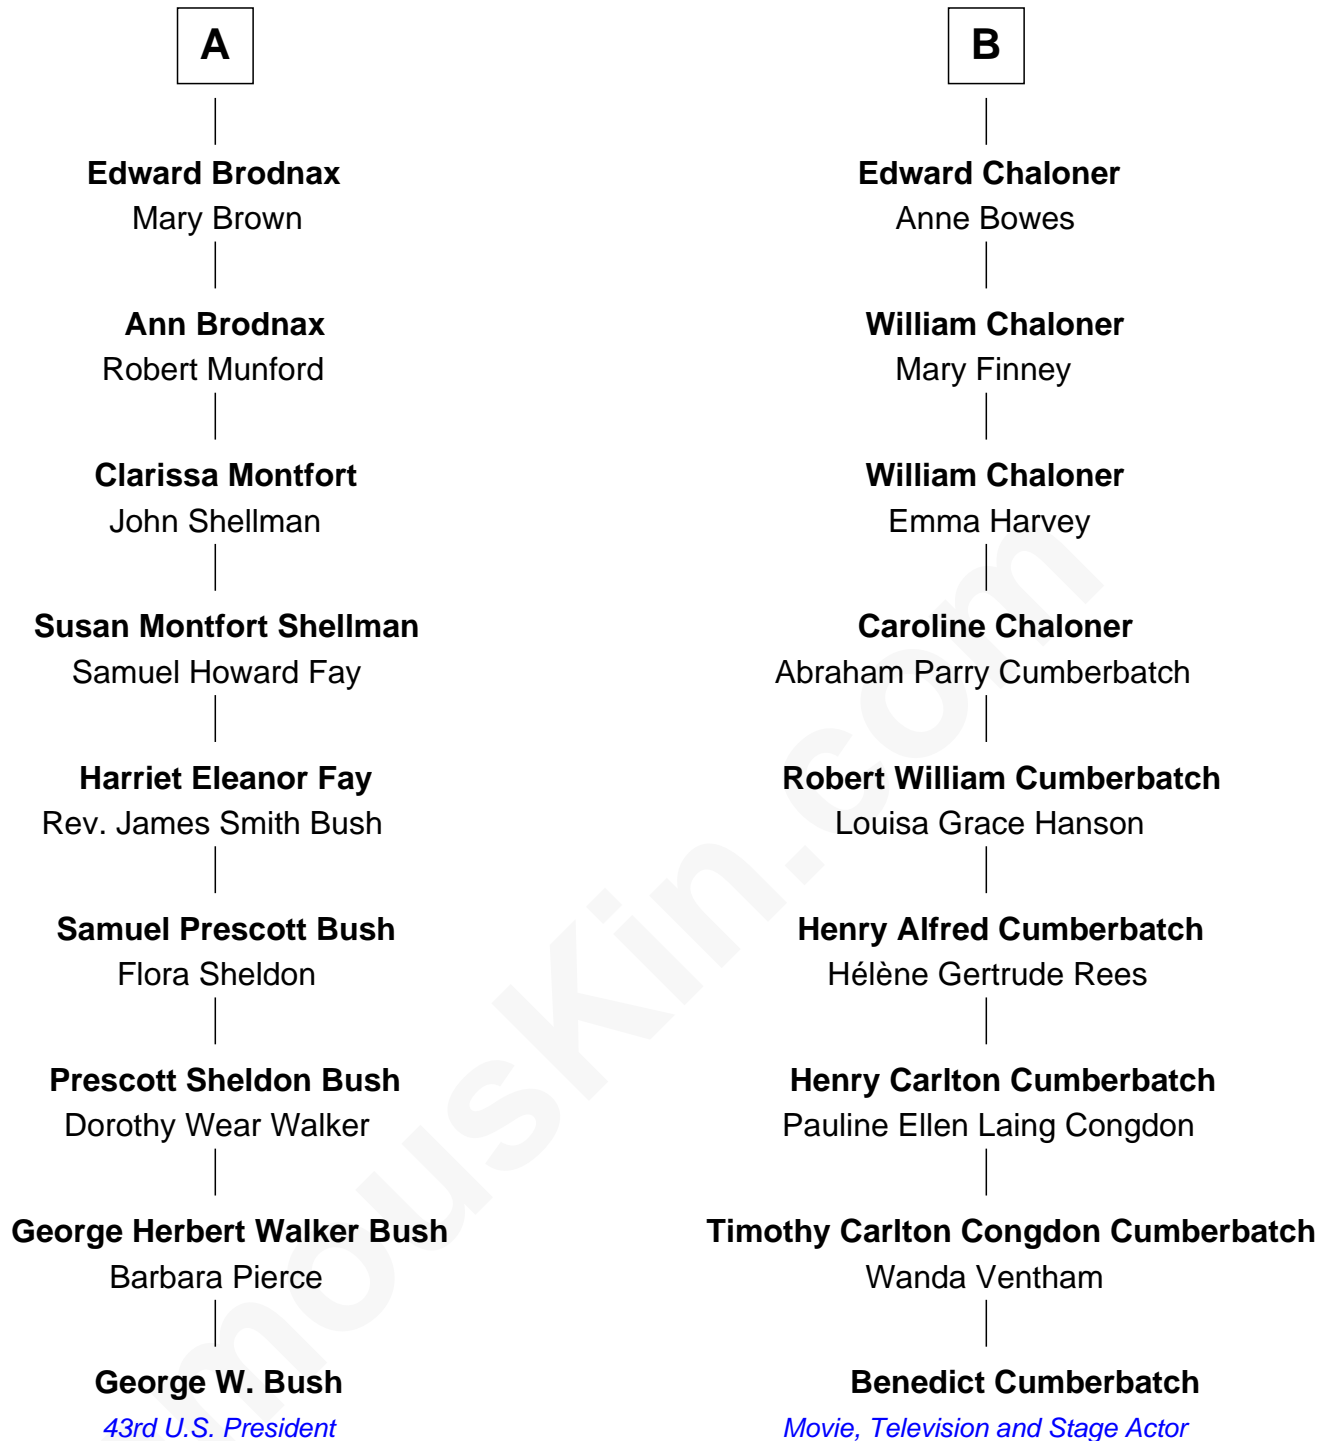 A
Edward Brodnax
Mary Brown
Ann Brodnax
Robert Munford
Clarissa Montfort
John Shellman
Susan Montfort Shellman
Samuel Howard Fay
Harriet Eleanor Fay
Rev. James Smith Bush
Samuel Prescott Bush
Flora Sheldon
Prescott Sheldon Bush
Dorothy Wear Walker
George Herbert Walker Bush
Barbara Pierce
George W. Bush
43rd U.S. President
B
Edward Chaloner
Anne Bowes
William Chaloner
Mary Finney
William Chaloner
Emma Harvey
Caroline Chaloner
Abraham Parry Cumberbatch
Robert William Cumberbatch
Louisa Grace Hanson
Henry Alfred Cumberbatch
Hélène Gertrude Rees
Henry Carlton Cumberbatch
Pauline Ellen Laing Congdon
Timothy Carlton Congdon Cumberbatch
Wanda Ventham
Benedict Cumberbatch
Movie, Television and Stage Actor
mousKin.com